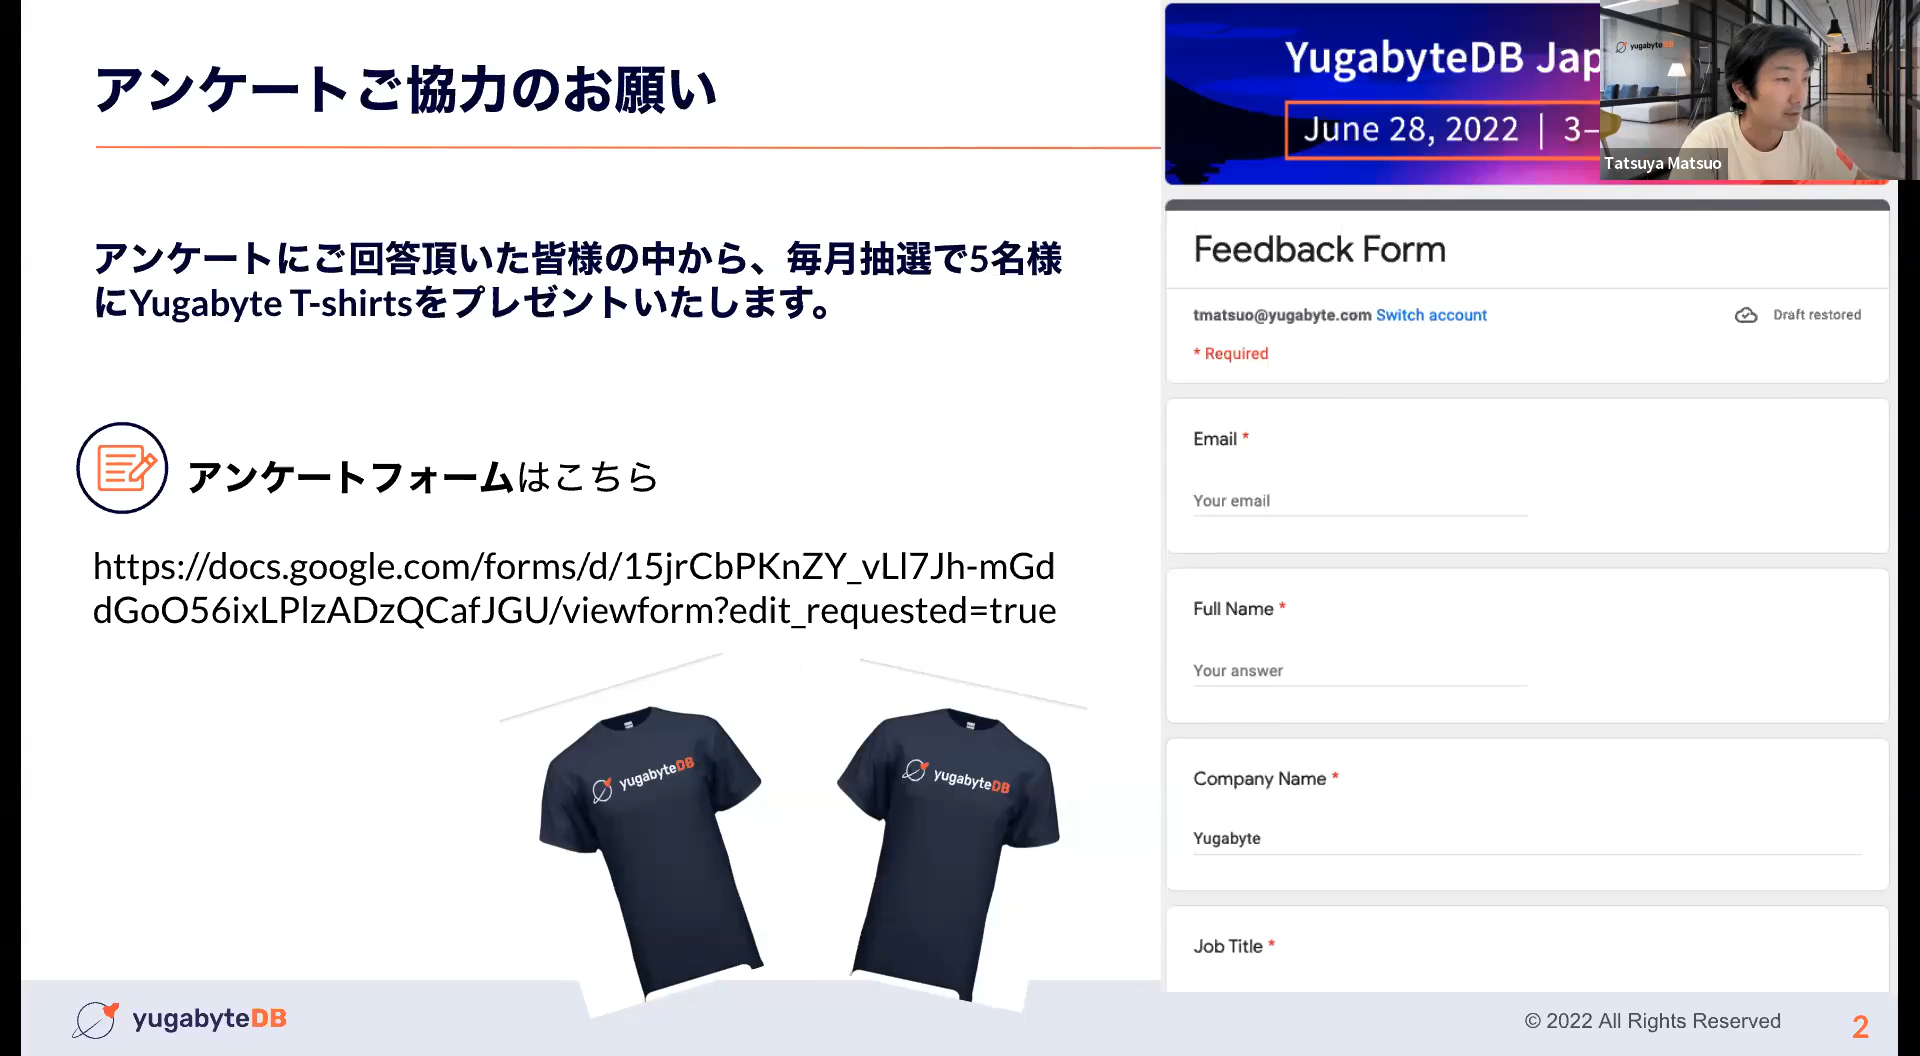 アンケートご協力のお願い
アンケートにご回答頂いた皆様の中から、毎月抽選で5名様
にYugabyte T-shirtsをプレゼントいたします。
アンケートフォームはこちら
https://docs.google.com/forms/d/15jrCbPKnZY_vLl7Jh-mGd
dGoO56ixLPlzADzQCafJGU/viewform?edit_requested=true
yugabyteDB
yugabyteDB
YugabyteDB Jap
June 28, 2022 | 3–
yugabyteDB
Tatsuya Matsuo
Feedback Form
tmatsuo@yugabyte.com Switch account
Draft restored
* Required
Email *
Your email
Full Name *
Your answer
Company Name *
Yugabyte
Job Title *
yugabyteDB
© 2022 All Rights Reserved
2